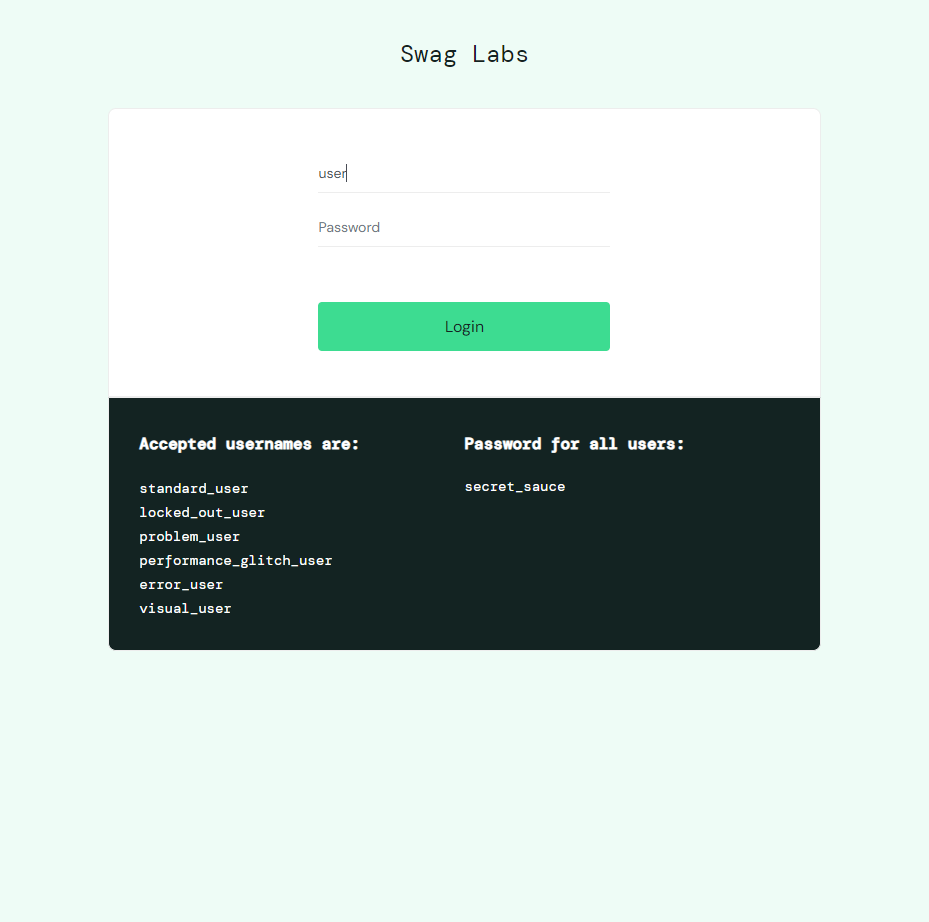 Swag Labs
user
Password
Login
Accepted usernames are:
standard_user
locked_out_user
problem_user
performance_glitch_user
error_user
visual_user
Password for all users:
secret_sauce